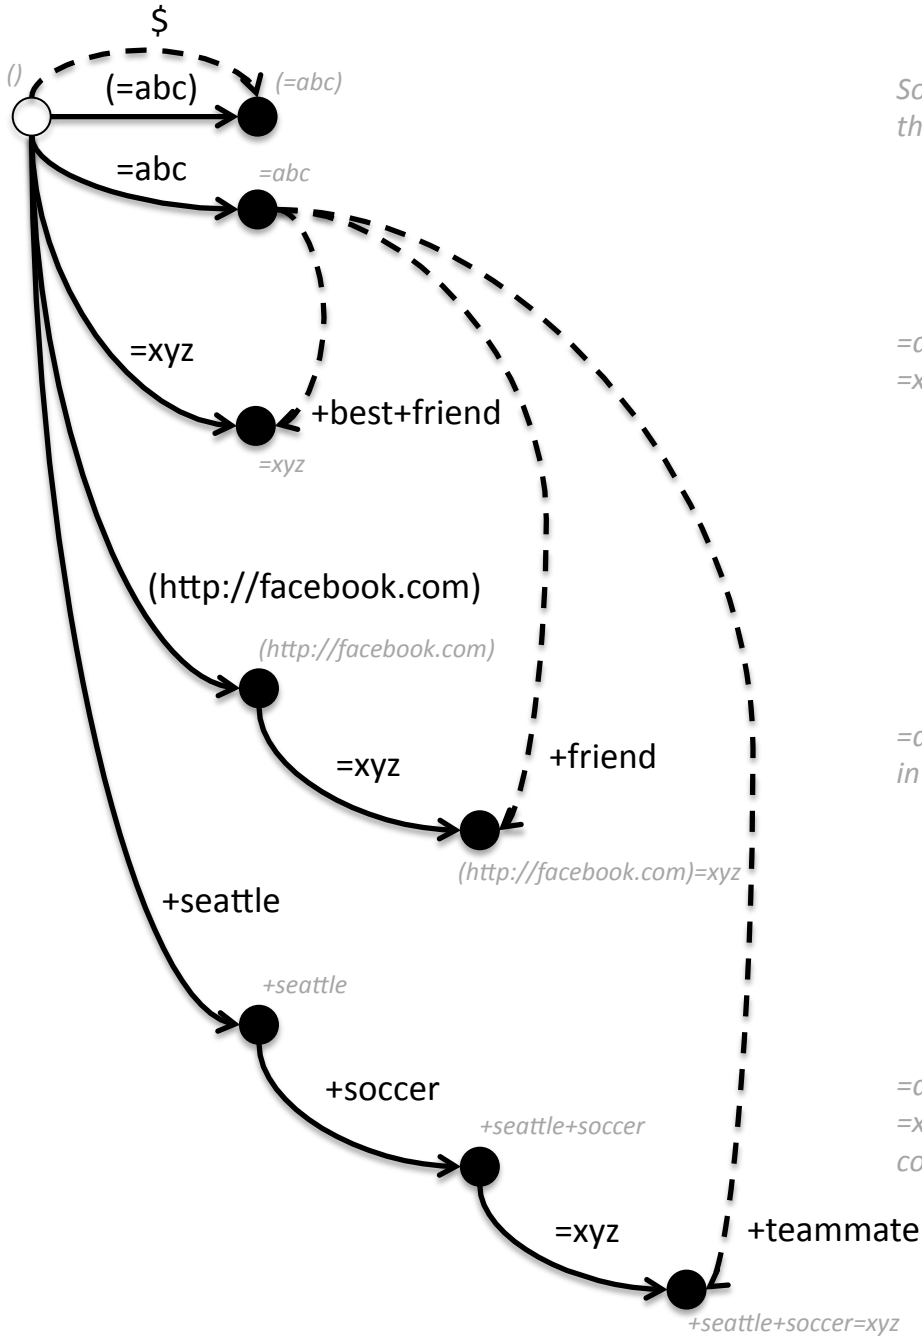 $
()
(=abc)
(=abc)
=abc
=abc
=xyz
+best+friend
=xyz
(http://facebook.com)
(http://facebook.com)
+friend
=xyz
(http://facebook.com)=xyz
+seattle
+seattle
+soccer
+seattle+soccer
=xyz
+teammate
+seattle+soccer=xyz
in